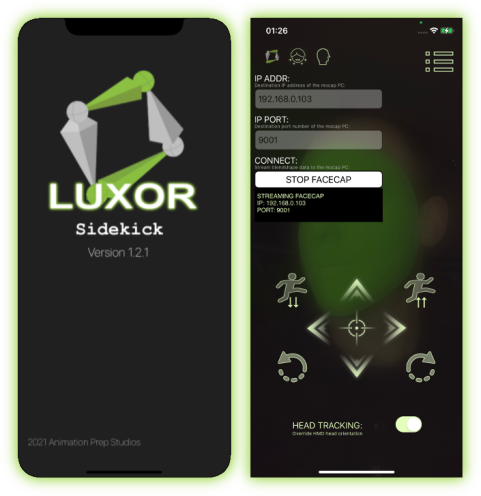 LUXOR
Sidekick
Version 1.2.1
2021 Animation Prep Studios
01:26
IP ADDR:
Destination IP address of the mocap PC:
192.168.0.103
IP PORT:
Destination port number of the mocap PC:
9001
CONNECT:
Stream blendshape data to the mocap PC:
STOP FACECAP
STREAMING FACECAP
IP: 192.168.0.103
PORT: 9001
HEAD TRACKING:
Override HMD head orientation